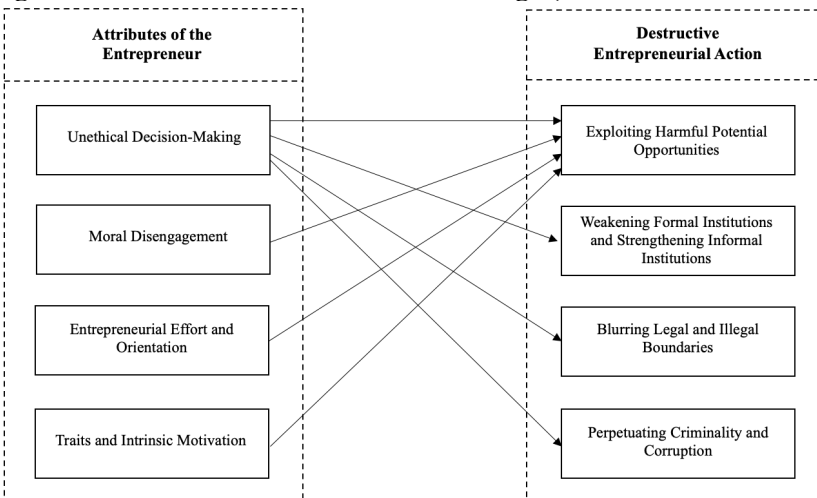 Attributes of the
Entrepreneur
Destructive
Entrepreneurial Action
Unethical Decision-Making
Exploiting Harmful Potential
Opportunities
Moral Disengagement
Weakening Formal Institutions
and Strengthening Informal
Institutions
Entrepreneurial Effort and
Orientation
Blurring Legal and Illegal
Boundaries
Traits and Intrinsic Motivation
Perpetuating Criminality and
Corruption